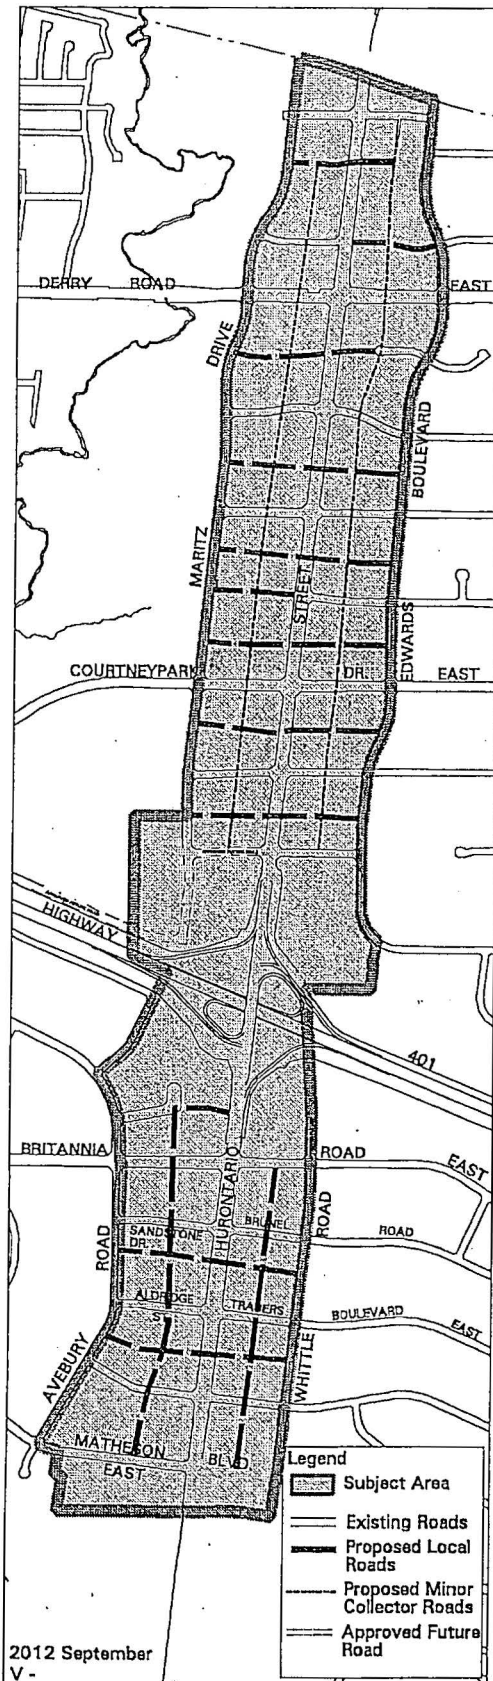 DERRY ROAD EAST
DRIVE
BOULEVARD
MARITZ
STREET
EDWARDS
COURTNEYPARK DR. EAST
HIGHWAY
401
BRITANNIA ROAD EAST
HURONTARIO
SANDSTONE
DR.
BRUNEL ROAD
ROAD
ROAD
ALDRIDGE
ST.
TRADERS BOULEVARD EAST
AVEBURY
WHITTLE
MATHESON BLVD.
EAST
Legend
Subject Area
Existing Roads
Proposed Local
Roads
Proposed Minor
Collector Roads
Approved Future
Road
2012 September
V -